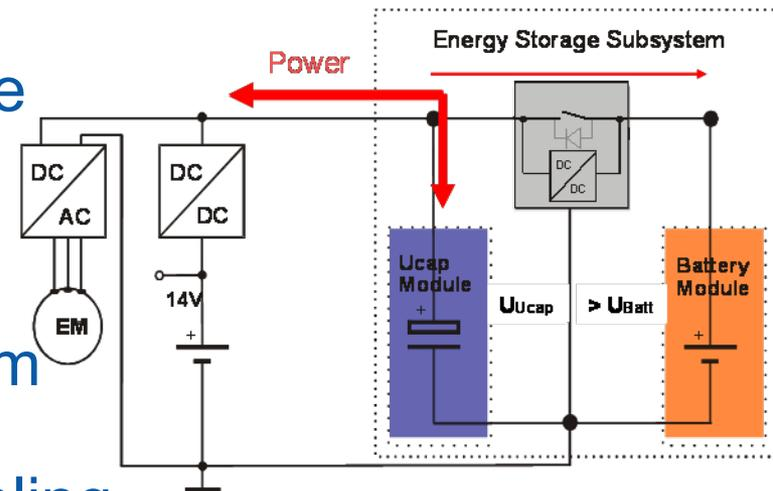 Energy Storage Subsystem
Power
DC
AC
DC
DC
DC
DC
Ucap
Module
+
UUcap
> UBatt
Battery
Module
+
14V
+
EM